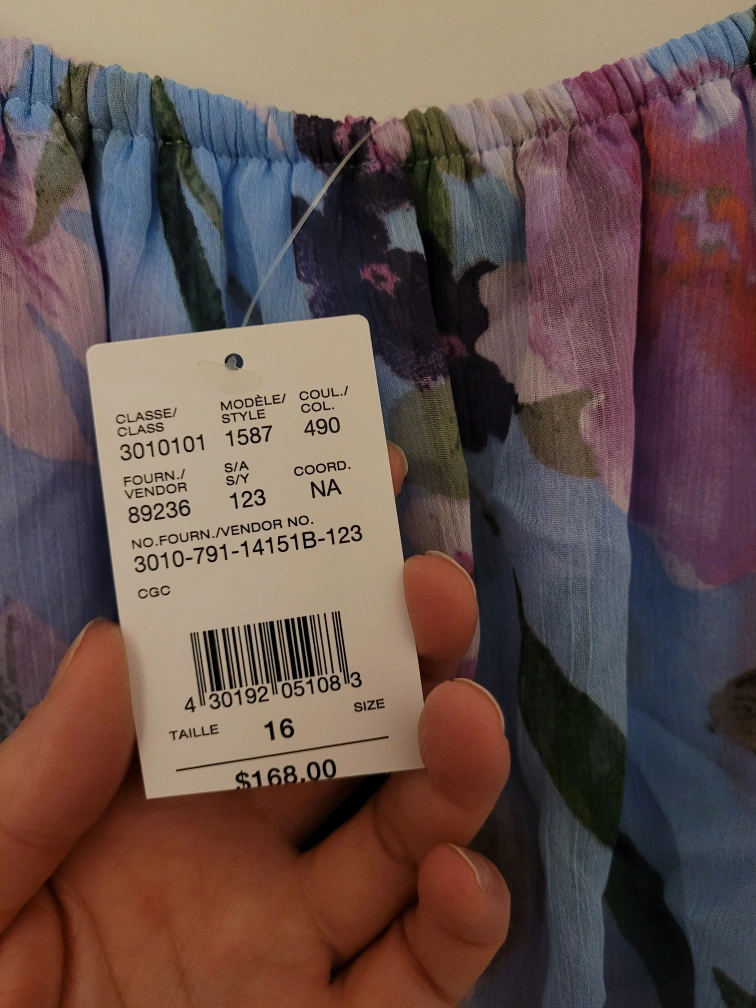 CLASSE/ MODÈLE/ COUL./
CLASS STYLE COL.
3010101 1587 490
FOURN./ S/A COORD.
VENDOR S/Y
89236 123 NA
NO.FOURN./VENDOR NO.
3010-791-14151B-123
CGC
4 30192 05108 3
TAILLE 16 SIZE
$168.00